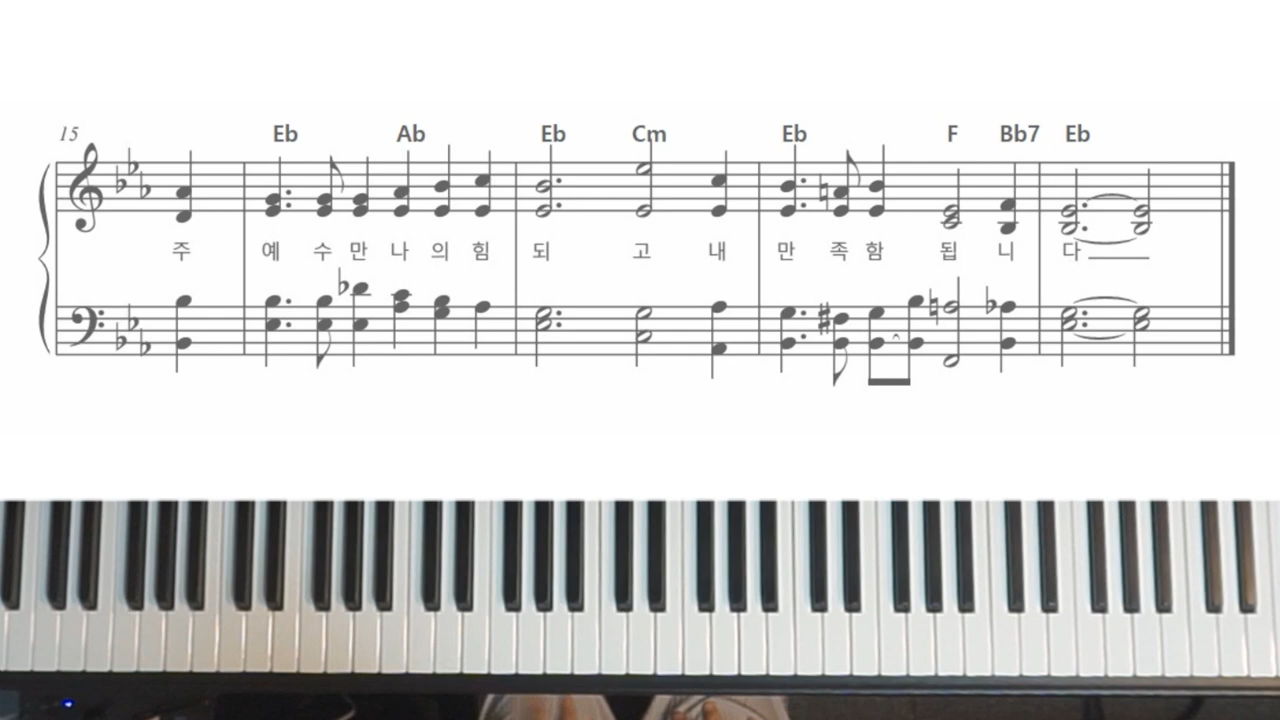 15 Eb Ab Eb Cm Eb F Bb7 Eb
주 예 수 만 나 의 힘 되 고 내 만 족 함 됩 니 다